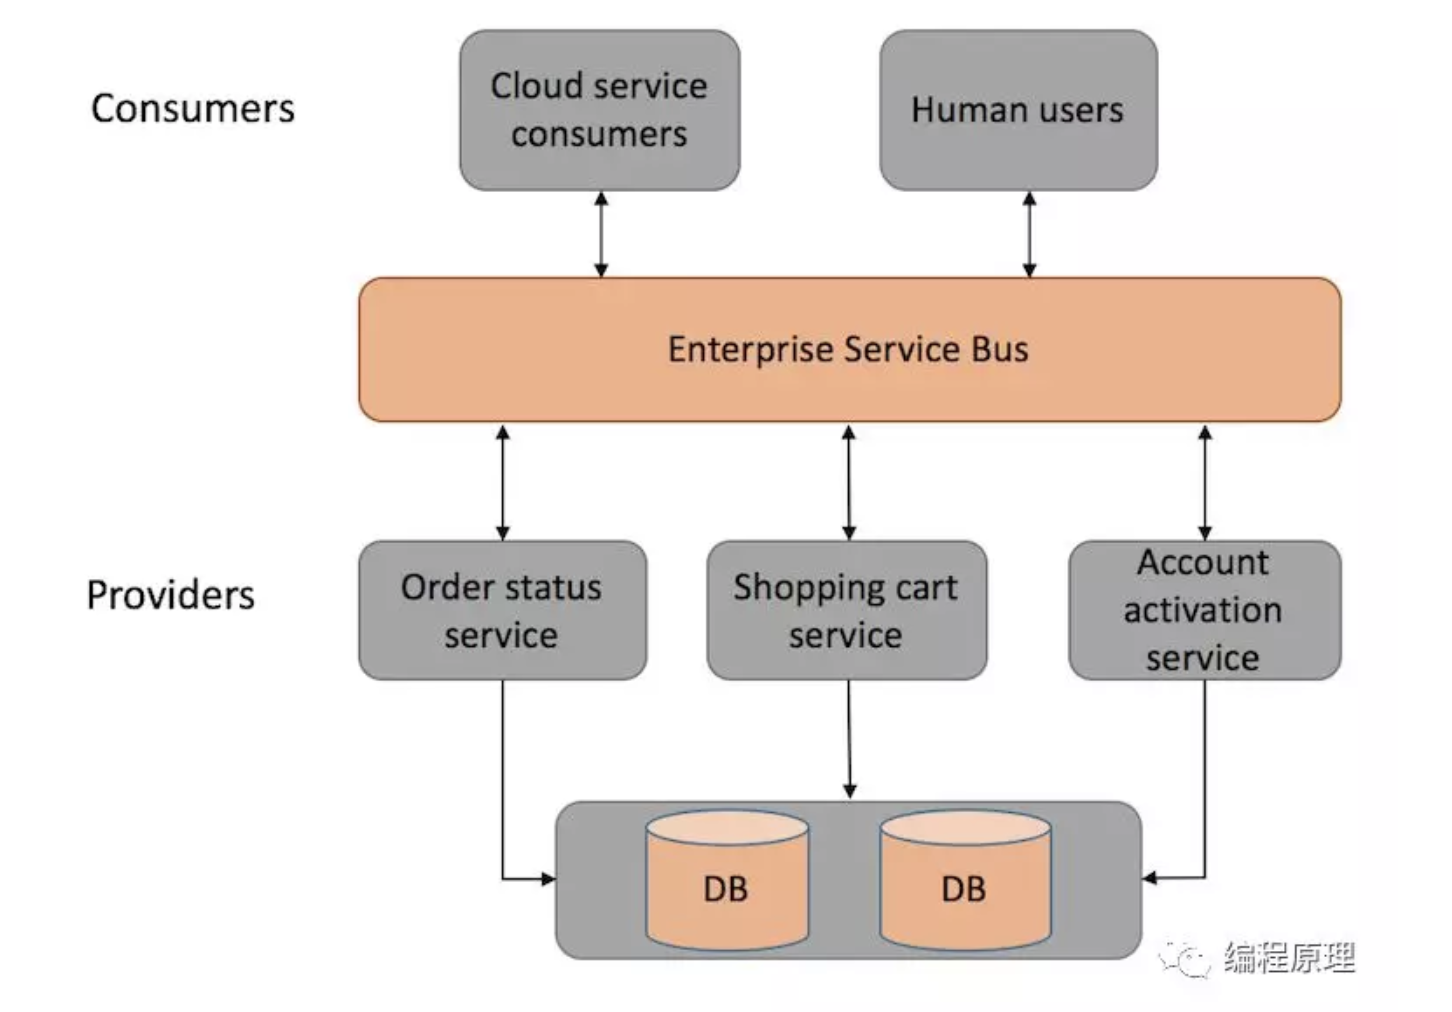 Consumers
Cloud service
consumers
Human users
Enterprise Service Bus
Providers
Order status
service
Shopping cart
service
Account
activation
service
DB
DB
编程原理